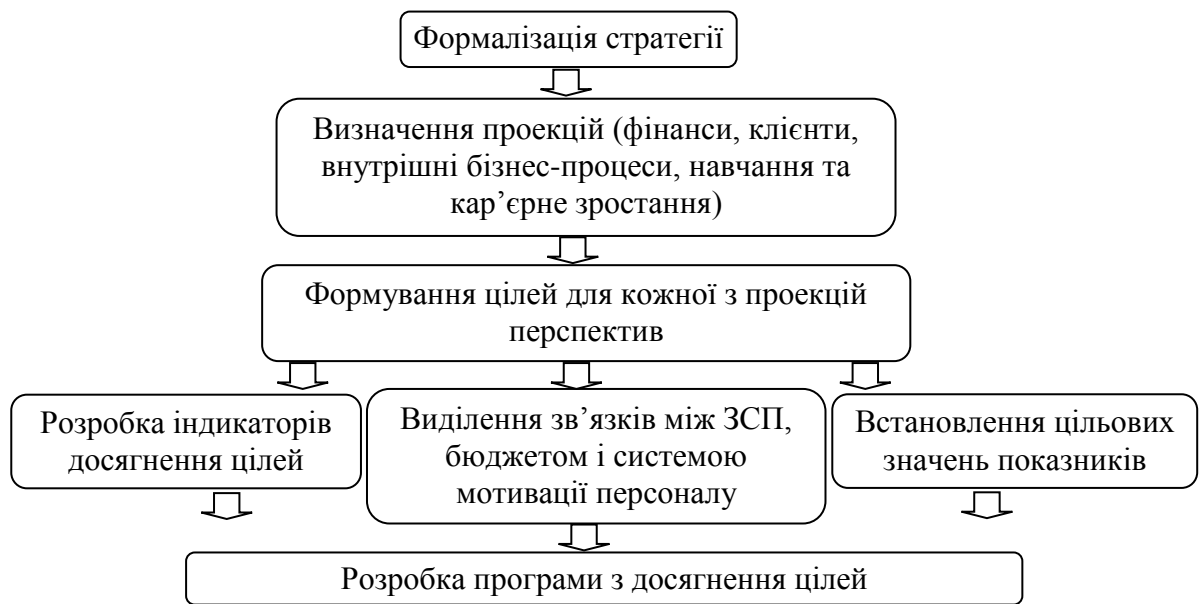 Формалізація стратегії
Визначення проекцій (фінанси, клієнти,
внутрішні бізнес-процеси, навчання та
кар’єрне зростання)
Формування цілей для кожної з проекцій
перспектив
Розробка індикаторів
досягнення цілей
Виділення зв’язків між ЗСП,
бюджетом і системою
мотивації персоналу
Встановлення цільових
значень показників
Розробка програми з досягнення цілей